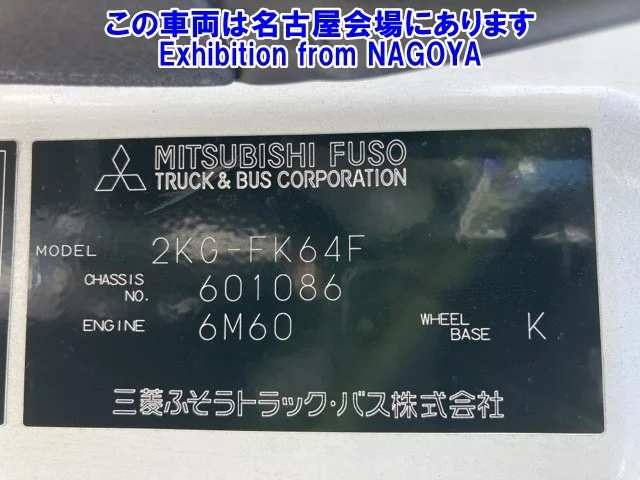 この車両は名古屋会場にあります
Exhibition from NAGOYA
MITSUBISHI FUSO
TRUCK & BUS CORPORATION
MODEL 2KG-FK64F
CHASSIS NO. 601086
ENGINE 6M60 WHEEL BASE K
三菱ふそうトラック・バス株式会社